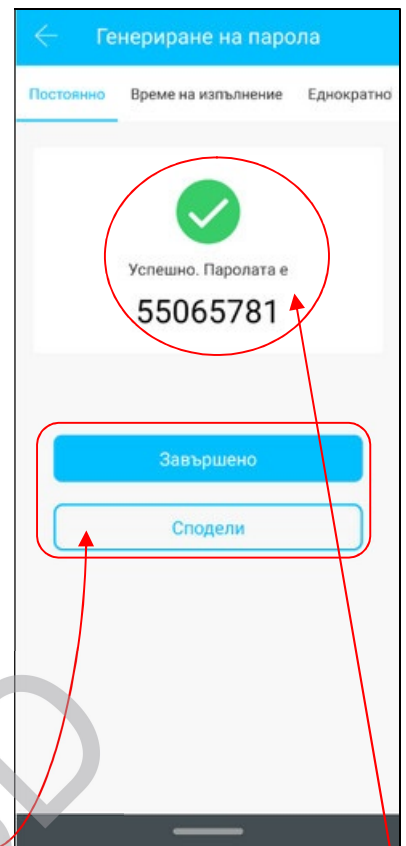 Генериране на парола
Постоянно Време на изпълнение Еднократно
Успешно. Паролата е
55065781
Завършено
Сподели